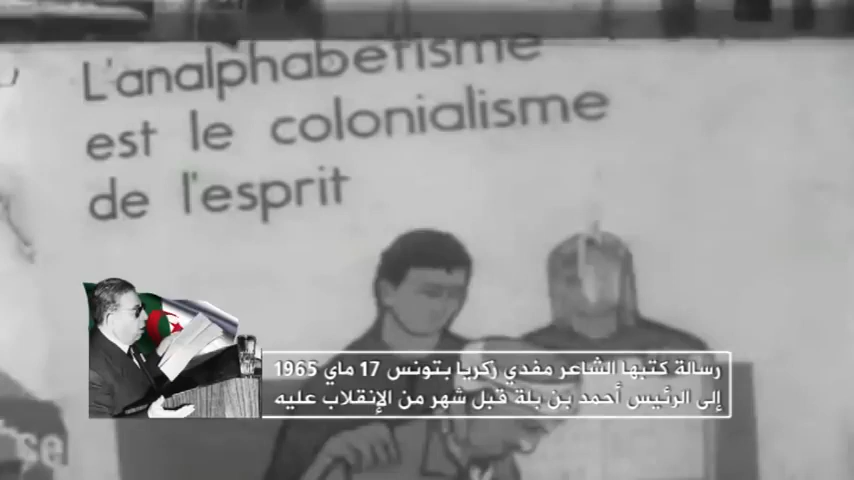 L'analphabétisme
est le colonialisme
de l'esprit
رسالة كتبها الشاعر مفدي زكريا بتونس 17 ماي 1965
إلى الرئيس أحمد بن بلة قبل شهر من الإنقلاب عليه